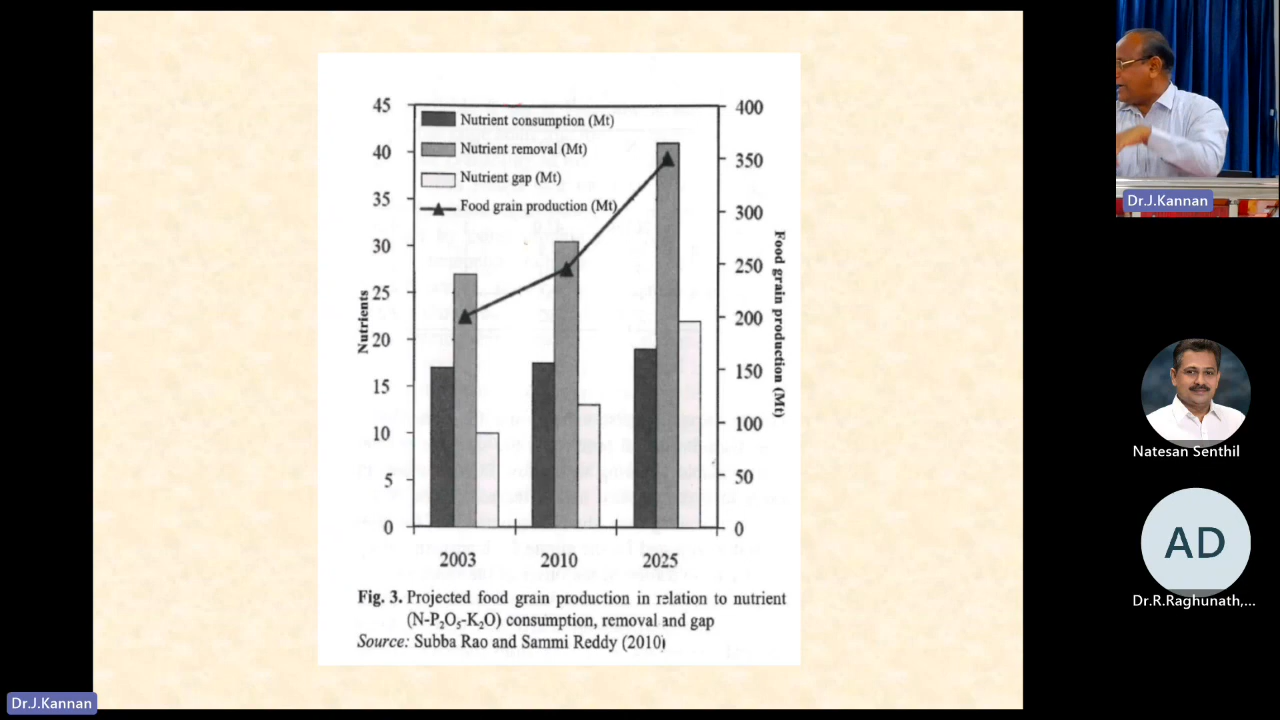 45
40
35
30
25
20
15
10
5
0
Nutrients
Nutrient consumption (Mt)
Nutrient removal (Mt)
Nutrient gap (Mt)
Food grain production (Mt)
400
350
300
250
200
150
100
50
0
Food grain production (Mt)
2003
2010
2025
Fig. 3. Projected food grain production in relation to nutrient
(N-P₂O₅-K₂O) consumption, removal and gap
Source: Subba Rao and Sammi Reddy (2010)
Dr.J.Kannan
Natesan Senthil
AD
Dr.R.Raghunath,...
Dr.J.Kannan